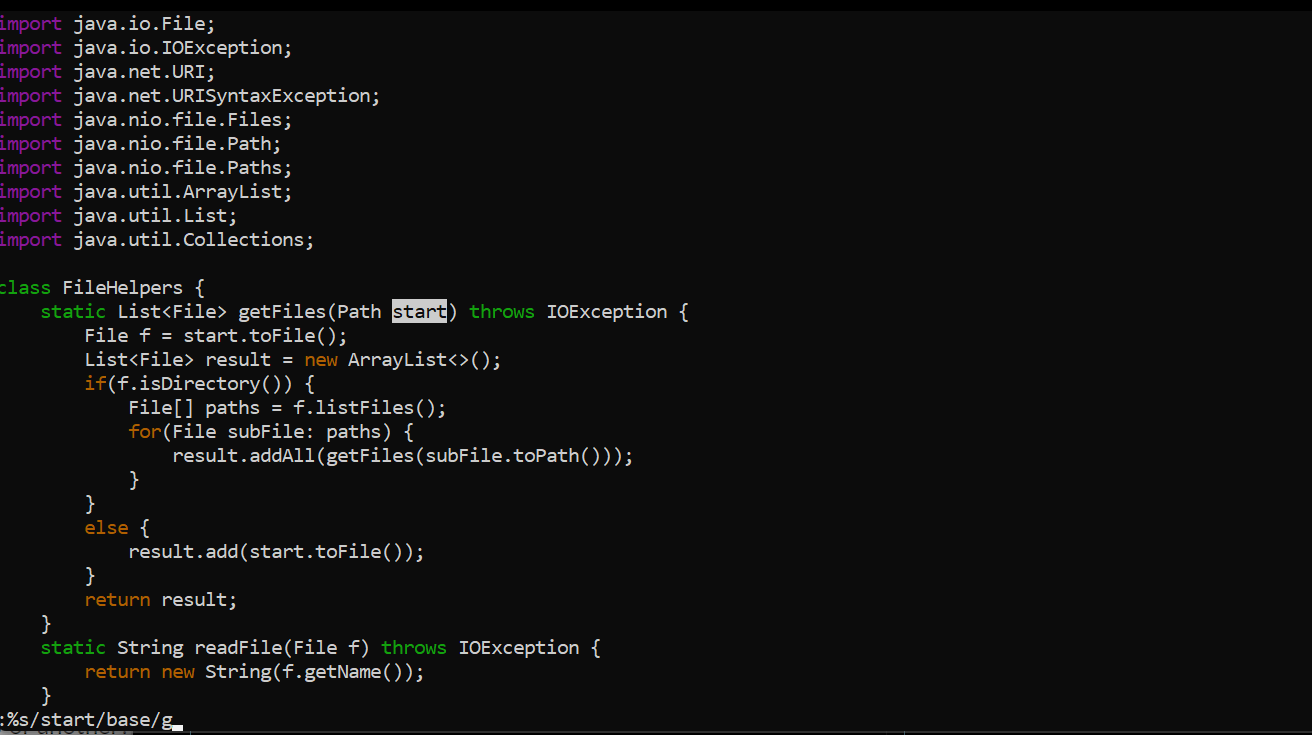 import java.io.File;
import java.io.IOException;
import java.net.URI;
import java.net.URISyntaxException;
import java.nio.file.Files;
import java.nio.file.Path;
import java.nio.file.Paths;
import java.util.ArrayList;
import java.util.List;
import java.util.Collections;

class FileHelpers {
    static List<File> getFiles(Path start) throws IOException {
        File f = start.toFile();
        List<File> result = new ArrayList<>();
        if(f.isDirectory()) {
            File[] paths = f.listFiles();
            for(File subFile: paths) {
                result.addAll(getFiles(subFile.toPath()));
            }
        }
        else {
            result.add(start.toFile());
        }
        return result;
    }
    static String readFile(File f) throws IOException {
        return new String(f.getName());
    }
:%s/start/base/g